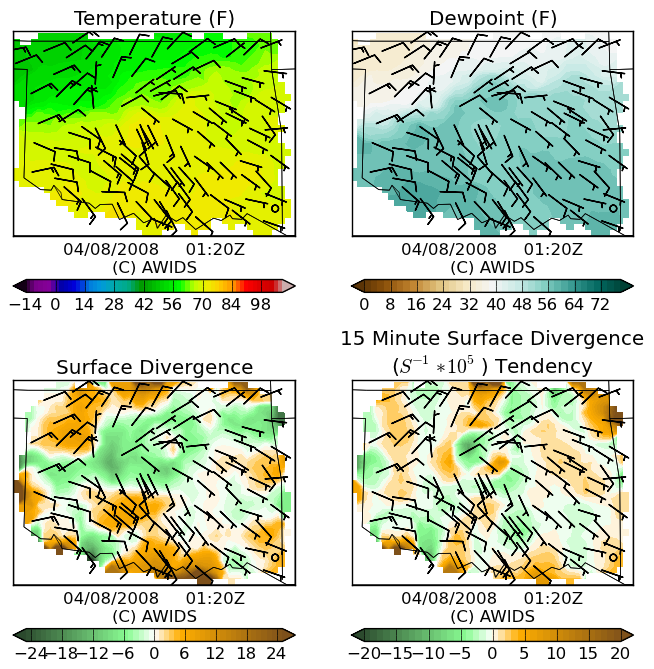 Temperature (F)
04/08/2008 01:20Z
(C) AWIDS
−14 0 14 28 42 56 70 84 98
Dewpoint (F)
04/08/2008 01:20Z
(C) AWIDS
0 8 16 24 32 40 48 56 64 72
Surface Divergence
04/08/2008 01:20Z
(C) AWIDS
−24 −18 −12 −6 0 6 12 18 24
15 Minute Surface Divergence
(S⁻¹ *10⁵ ) Tendency
04/08/2008 01:20Z
(C) AWIDS
−20 −15 −10 −5 0 5 10 15 20